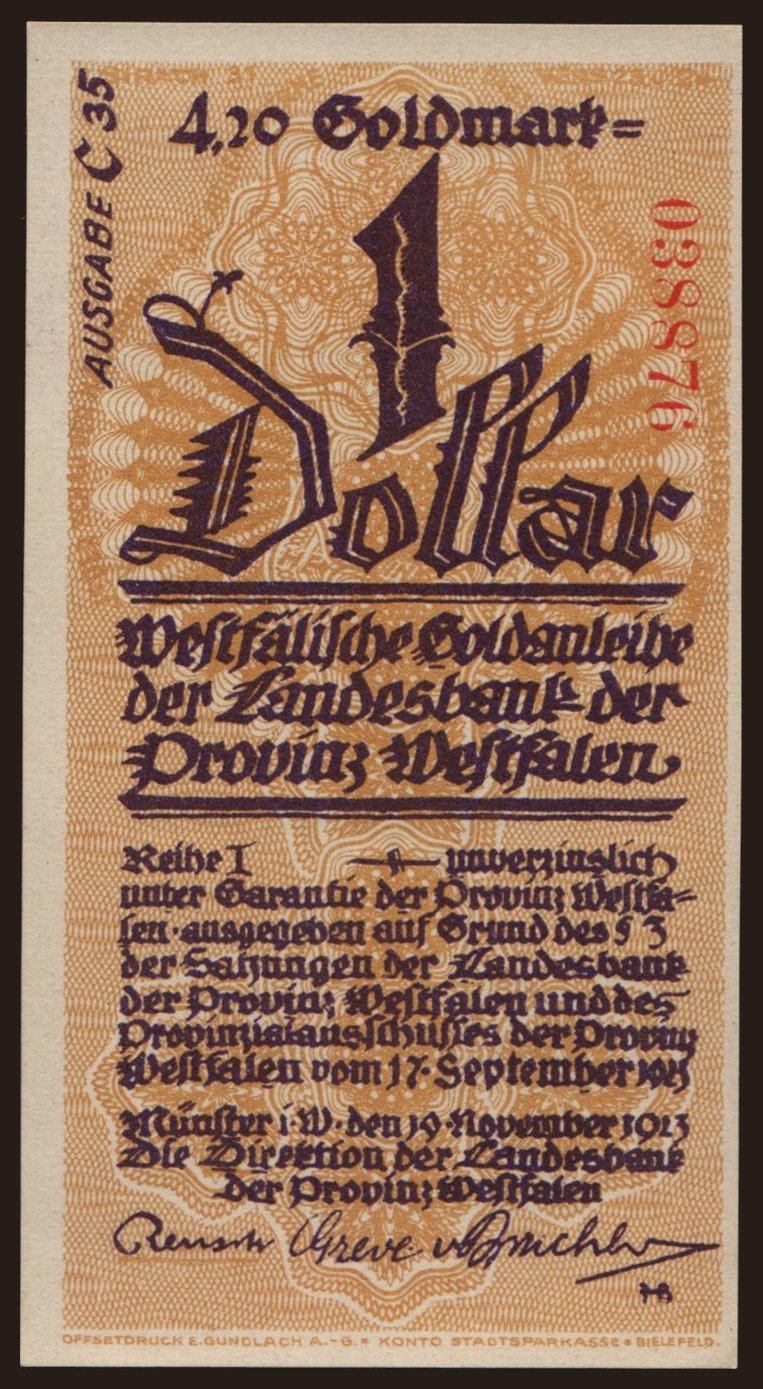 AUSGABE C 35
4,20 Goldmark=
038876
1
Dollar
Westfälische Goldanleihe
der Landesbank der
Provinz Westfalen
Reihe I unverzinslich
unter Garantie der Provinz Westfa=
len·ausgegeben auf Grund des § 3
der Satzungen der Landesbank
der Provinz Westfalen und des
Provinzialausschusses der Provinz
Westfalen vom 17·September 1923
Münster i·W·den 19·November 1923
Die Direktion der Landesbank
der Provinz Westfalen
Greve
OFFSETDRUCK E. GUNDLACH A.-G. * KONTO STADTSPARKASSE * BIELEFELD.